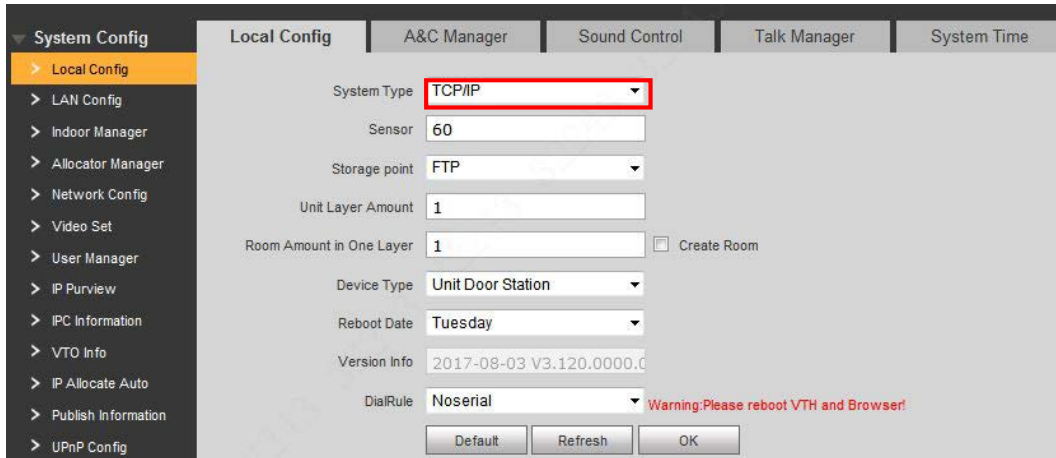 System Config
Local Config
LAN Config
Indoor Manager
Allocator Manager
Network Config
Video Set
User Manager
IP Purview
IPC Information
VTO Info
IP Allocate Auto
Publish Information
UPnP Config
Local Config A&C Manager Sound Control Talk Manager System Time
System Type TCP/IP
Sensor 60
Storage point FTP
Unit Layer Amount 1
Room Amount in One Layer 1 Create Room
Device Type Unit Door Station
Reboot Date Tuesday
Version Info 2017-08-03 V3.120.0000.0
DialRule Noserial Warning:Please reboot VTH and Browser!
Default Refresh OK